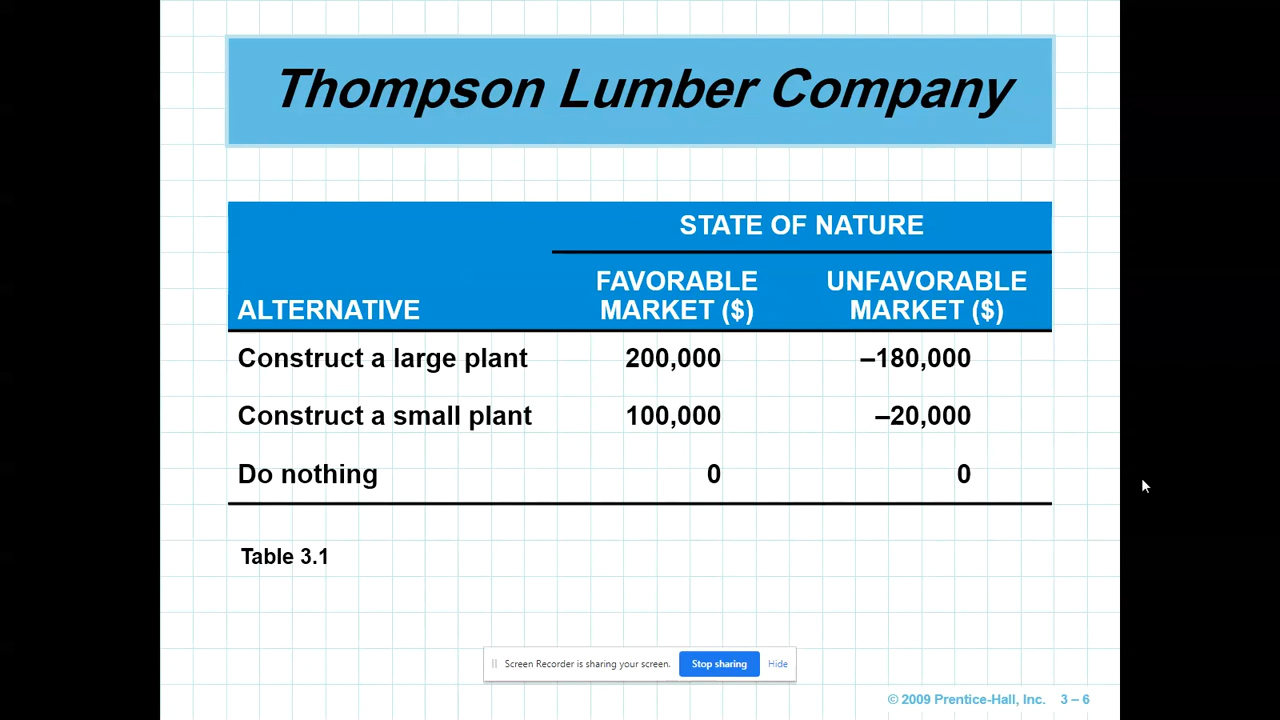 Thompson Lumber Company
STATE OF NATURE
ALTERNATIVE
FAVORABLE
MARKET ($)
UNFAVORABLE
MARKET ($)
Construct a large plant 200,000 –180,000
Construct a small plant 100,000 –20,000
Do nothing 0 0
Table 3.1
Screen Recorder is sharing your screen. Stop sharing Hide
© 2009 Prentice-Hall, Inc. 3 – 6